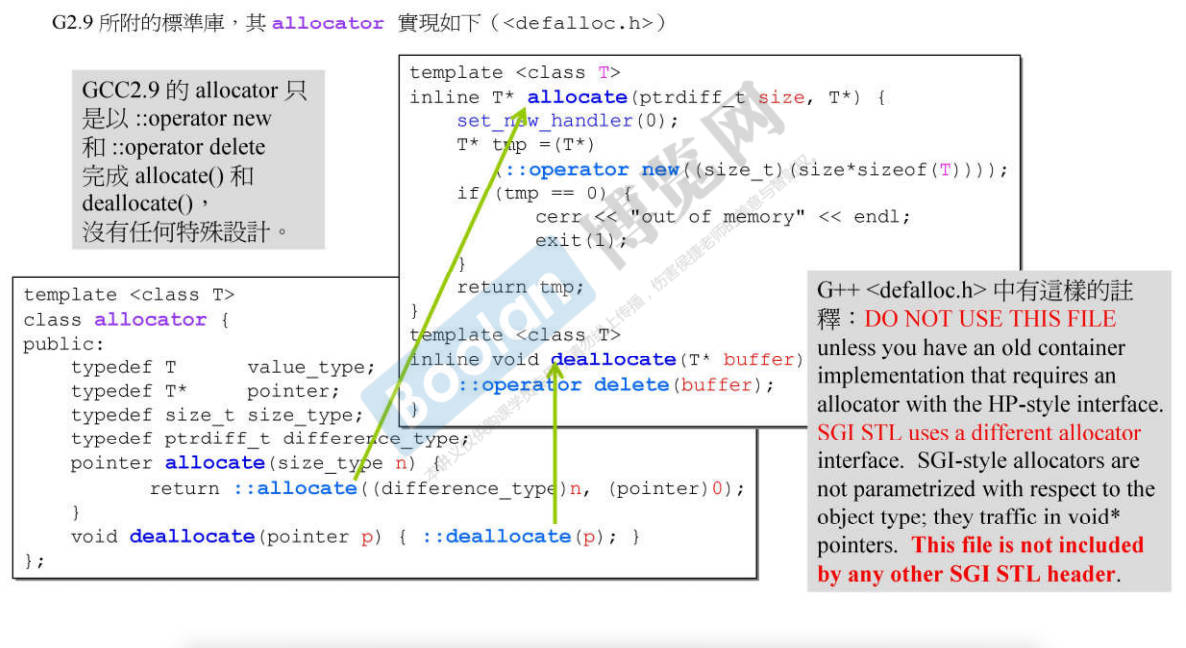 G2.9 所附的標準庫，其 allocator 實現如下（<defalloc.h>）
GCC2.9 的 allocator 只
是以 ::operator new
和 ::operator delete
完成 allocate() 和
deallocate()，
沒有任何特殊設計。
template <class T>
inline T* allocate(ptrdiff_t size, T*) {
set_new_handler(0);
T* tmp =(T*)
(::operator new((size_t)(size*sizeof(T))));
if (tmp == 0) {
cerr << "out of memory" << endl;
exit(1);
}
return tmp;
}
template <class T>
inline void deallocate(T* buffer)
::operator delete(buffer);
}
template <class T>
class allocator {
public:
typedef T value_type;
typedef T* pointer;
typedef size_t size_type;
typedef ptrdiff_t difference_type;
pointer allocate(size_type n) {
return ::allocate((difference_type)n, (pointer)0);
}
void deallocate(pointer p) { ::deallocate(p); }
};
G++ <defalloc.h> 中有這樣的註
釋：DO NOT USE THIS FILE
unless you have an old container
implementation that requires an
allocator with the HP-style interface.
SGI STL uses a different allocator
interface. SGI-style allocators are
not parametrized with respect to the
object type; they traffic in void*
pointers. This file is not included
by any other SGI STL header.
Boolan 博览网